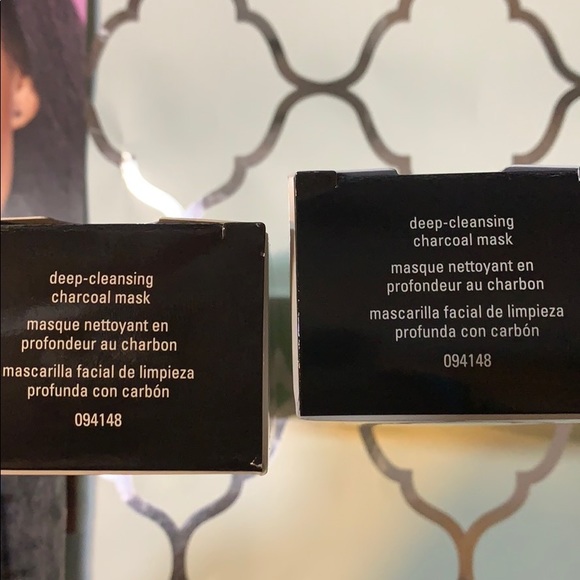 deep-cleansing
charcoal mask
masque nettoyant en
profondeur au charbon
mascarilla facial de limpieza
profunda con carbón
094148
deep-cleansing
charcoal mask
masque nettoyant en
profondeur au charbon
mascarilla facial de limpieza
profunda con carbón
094148